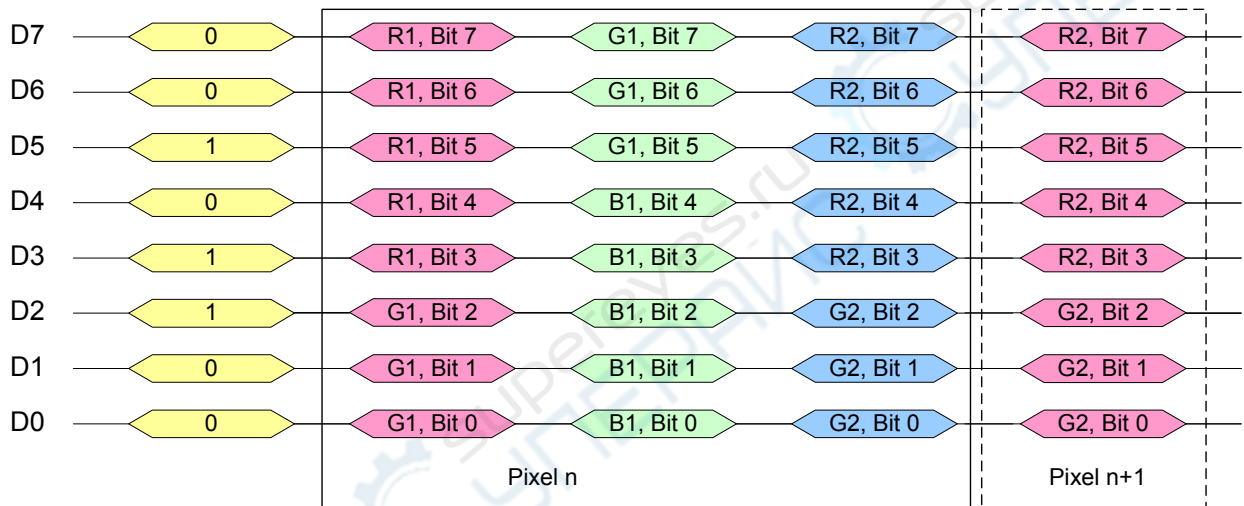 D7 0 R1, Bit 7 G1, Bit 7 R2, Bit 7 R2, Bit 7
D6 0 R1, Bit 6 G1, Bit 6 R2, Bit 6 R2, Bit 6
D5 1 R1, Bit 5 G1, Bit 5 R2, Bit 5 R2, Bit 5
D4 0 R1, Bit 4 B1, Bit 4 R2, Bit 4 R2, Bit 4
D3 1 R1, Bit 3 B1, Bit 3 R2, Bit 3 R2, Bit 3
D2 1 G1, Bit 2 B1, Bit 2 G2, Bit 2 G2, Bit 2
D1 0 G1, Bit 1 B1, Bit 1 G2, Bit 1 G2, Bit 1
D0 0 G1, Bit 0 B1, Bit 0 G2, Bit 0 G2, Bit 0
Pixel n Pixel n+1
supereyes.ru
СУПЕРАЙС